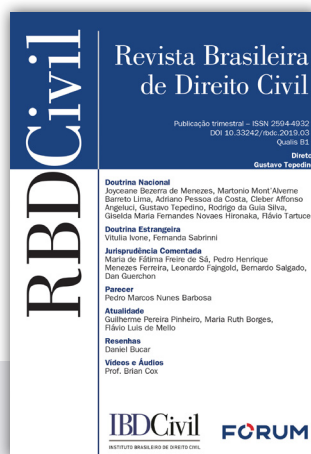 RBDCivil
Revista Brasileira
de Direito Civil
Publicação trimestral – ISSN 2594-4932
DOI 10.33242/rbdc.2019.03
Qualis B1
Direto
Gustavo Tepedin
Doutrina Nacional
Joyceane Bezerra de Menezes, Martonio Mont'Alverne
Barreto Lima, Adriano Pessoa da Costa, Cleber Affonso
Angeluci, Gustavo Tepedino, Rodrigo da Guia Silva,
Giselda Maria Fernandes Novaes Hironaka, Flávio Tartuce
Doutrina Estrangeira
Vitulia Ivone, Fernanda Sabrinni
Jurisprudência Comentada
Maria de Fátima Freire de Sá, Pedro Henrique
Menezes Ferreira, Leonardo Fajngold, Bernardo Salgado,
Dan Guerchon
Parecer
Pedro Marcos Nunes Barbosa
Atualidade
Guilherme Pereira Pinheiro, Maria Ruth Borges,
Flávio Luis de Mello
Resenhas
Daniel Bucar
Vídeos e Áudios
Prof. Brian Cox
IBDCivil
INSTITUTO BRASILEIRO DE DIREITO CIVIL
FÓRUM